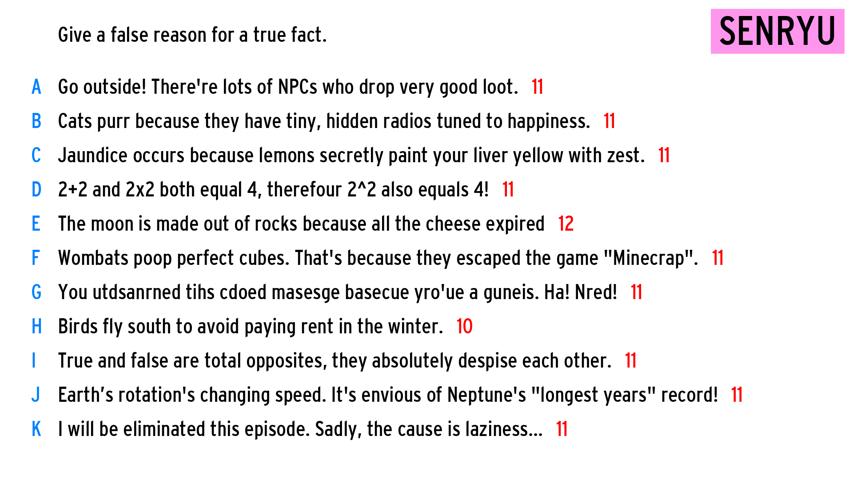 Give a false reason for a true fact.
SENRYU
A Go outside! There're lots of NPCs who drop very good loot. 11
B Cats purr because they have tiny, hidden radios tuned to happiness. 11
C Jaundice occurs because lemons secretly paint your liver yellow with zest. 11
D 2+2 and 2x2 both equal 4, therefour 2^2 also equals 4! 11
E The moon is made out of rocks because all the cheese expired 12
F Wombats poop perfect cubes. That's because they escaped the game "Minecrap". 11
G You utdsanrned tihs cdoed masesge basecue yro'ue a guneis. Ha! Nred! 11
H Birds fly south to avoid paying rent in the winter. 10
I True and false are total opposites, they absolutely despise each other. 11
J Earth’s rotation's changing speed. It's envious of Neptune's "longest years" record! 11
K I will be eliminated this episode. Sadly, the cause is laziness... 11